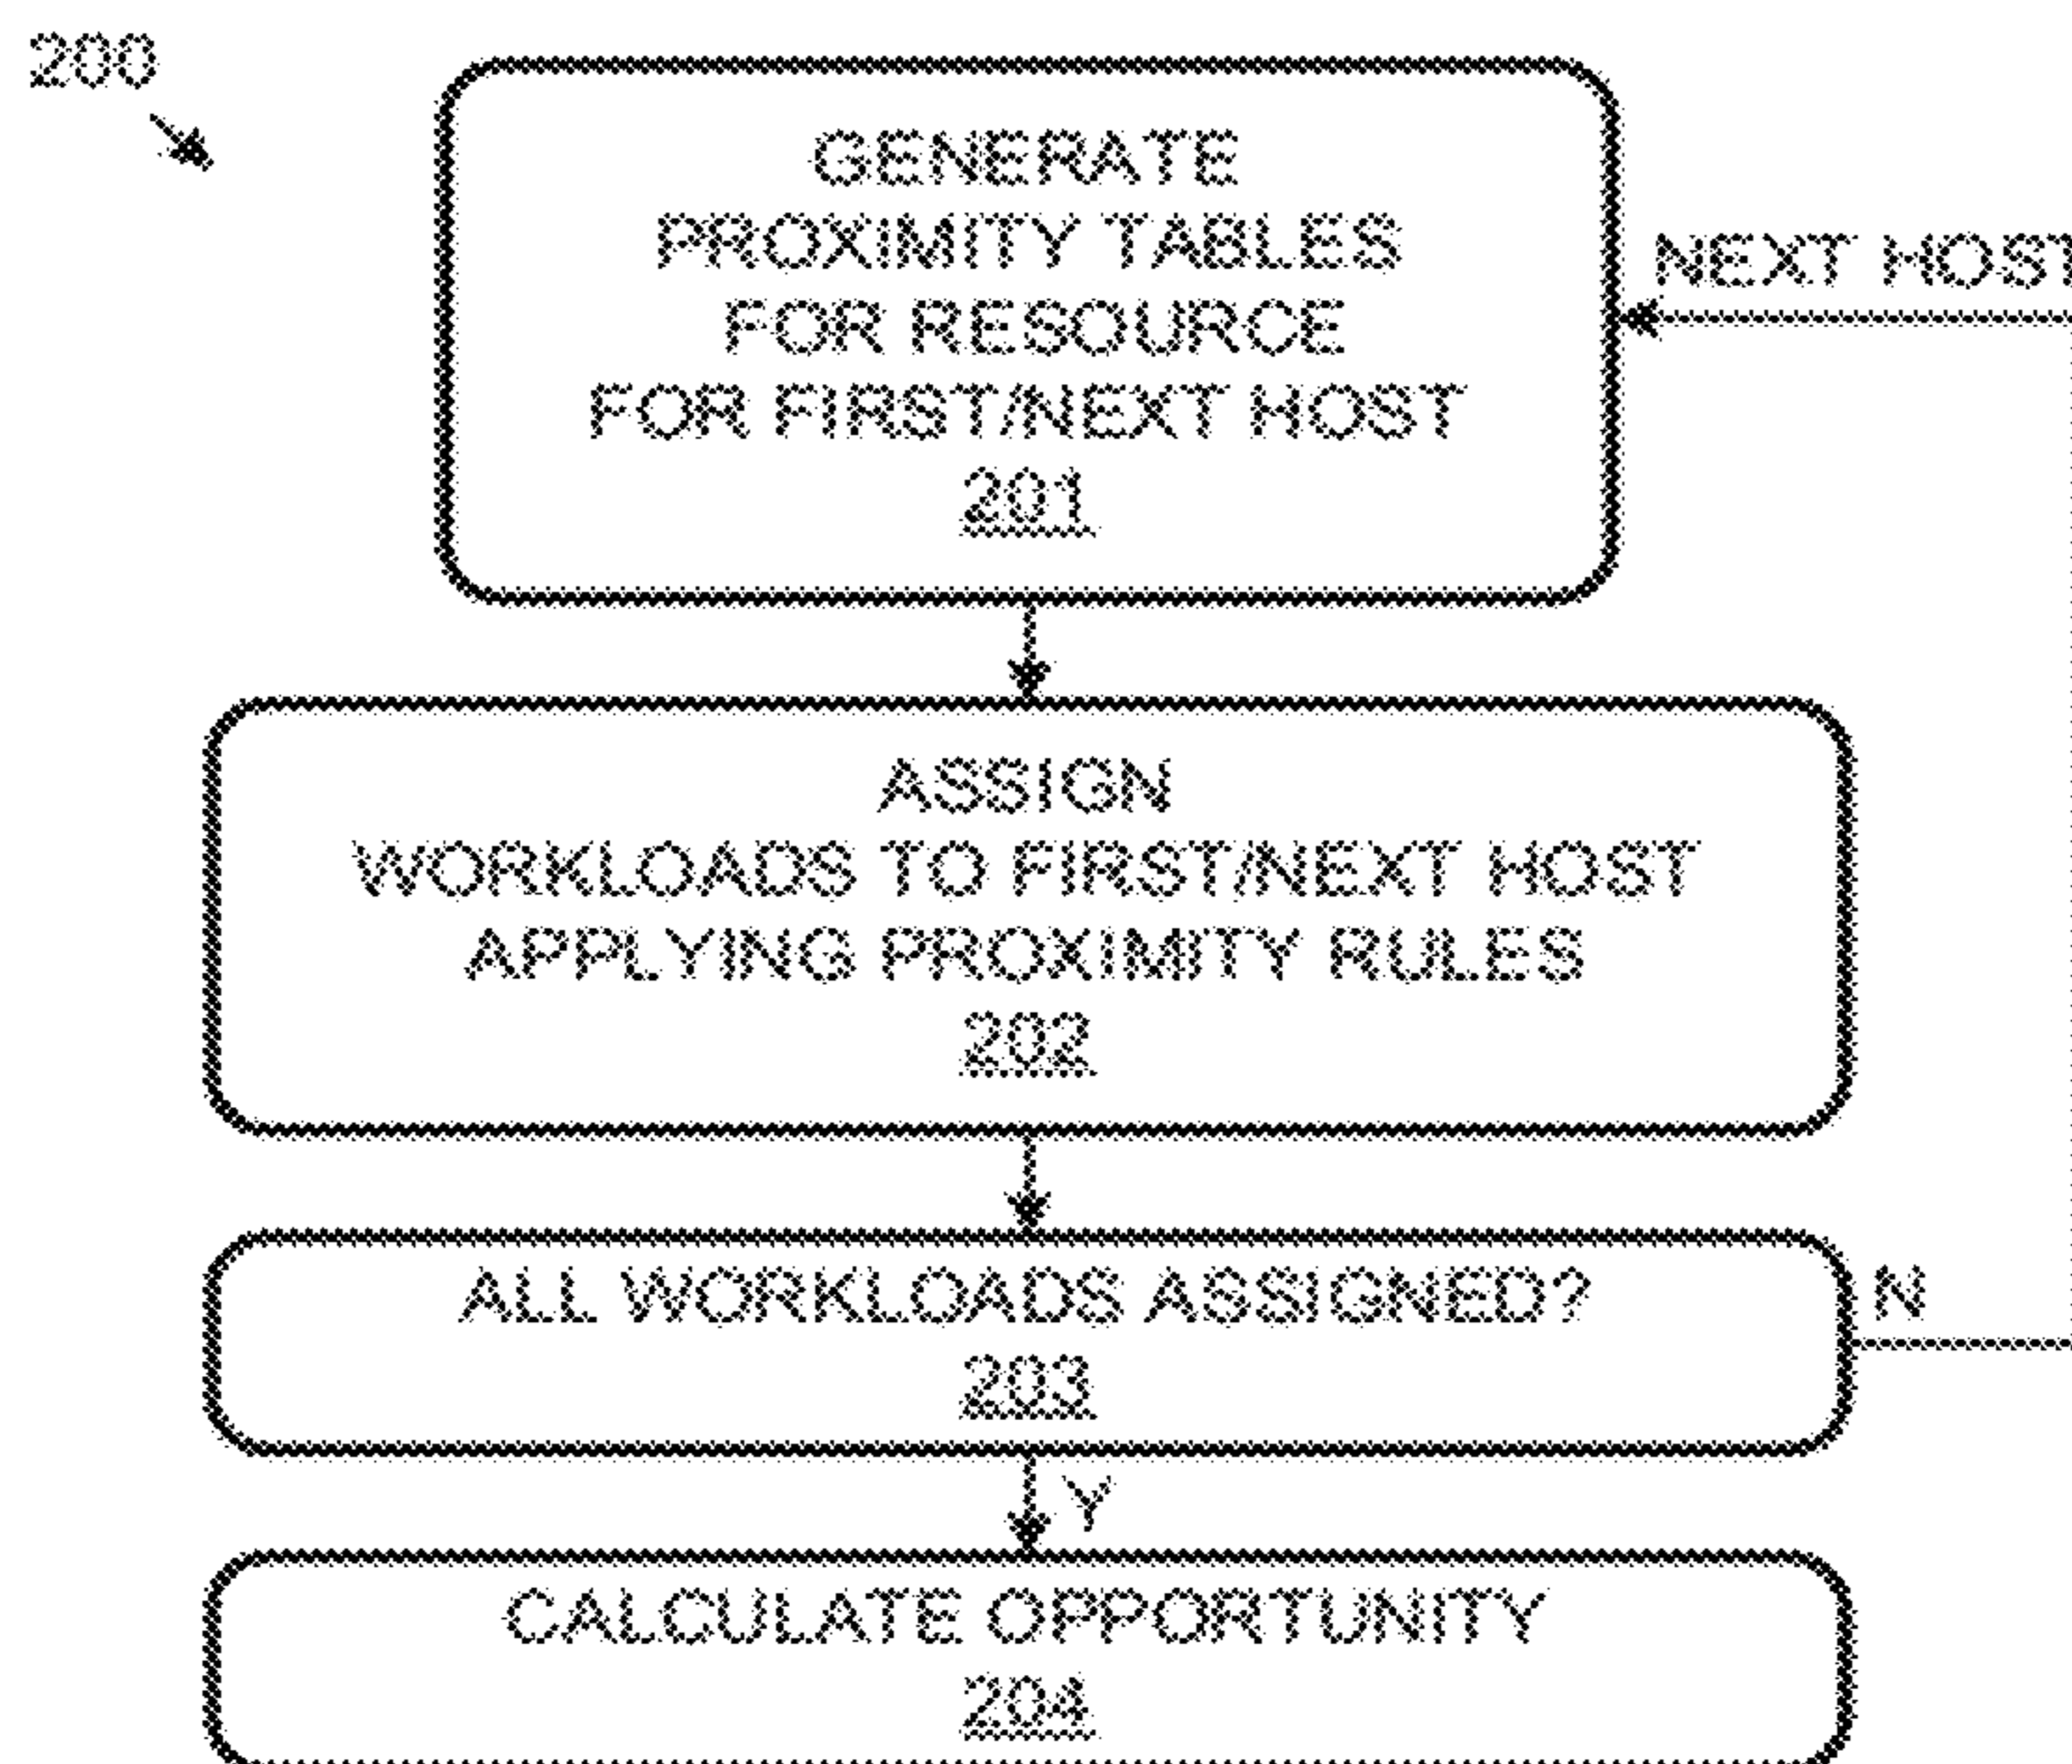 200
GENERATE
PROXIMITY TABLES
FOR RESOURCE
FOR FIRST/NEXT HOST
201
NEXT HOST
ASSIGN
WORKLOADS TO FIRST/NEXT HOST
APPLYING PROXIMITY RULES
202
ALL WORKLOADS ASSIGNED?
203
N
Y
CALCULATE OPPORTUNITY
204